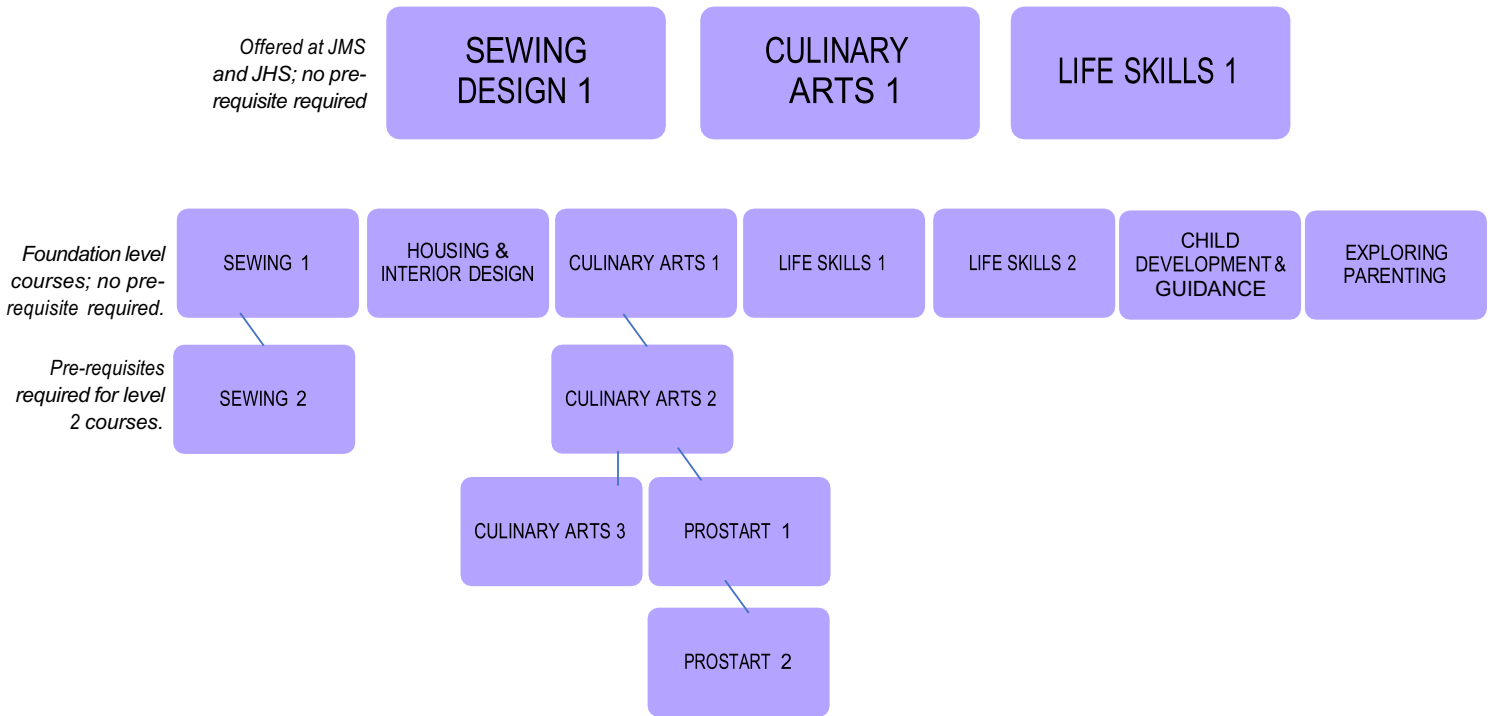 Offered at JMS
and JHS; no pre-
requisite required
SEWING
DESIGN 1
CULINARY
ARTS 1
LIFE SKILLS 1
Foundation level
courses; no pre-
requisite required.
SEWING 1
HOUSING &
INTERIOR DESIGN
CULINARY ARTS 1
LIFE SKILLS 1
LIFE SKILLS 2
CHILD
DEVELOPMENT &
GUIDANCE
EXPLORING
PARENTING
Pre-requisites
required for level
2 courses.
SEWING 2
CULINARY ARTS 2
CULINARY ARTS 3
PROSTART 1
PROSTART 2